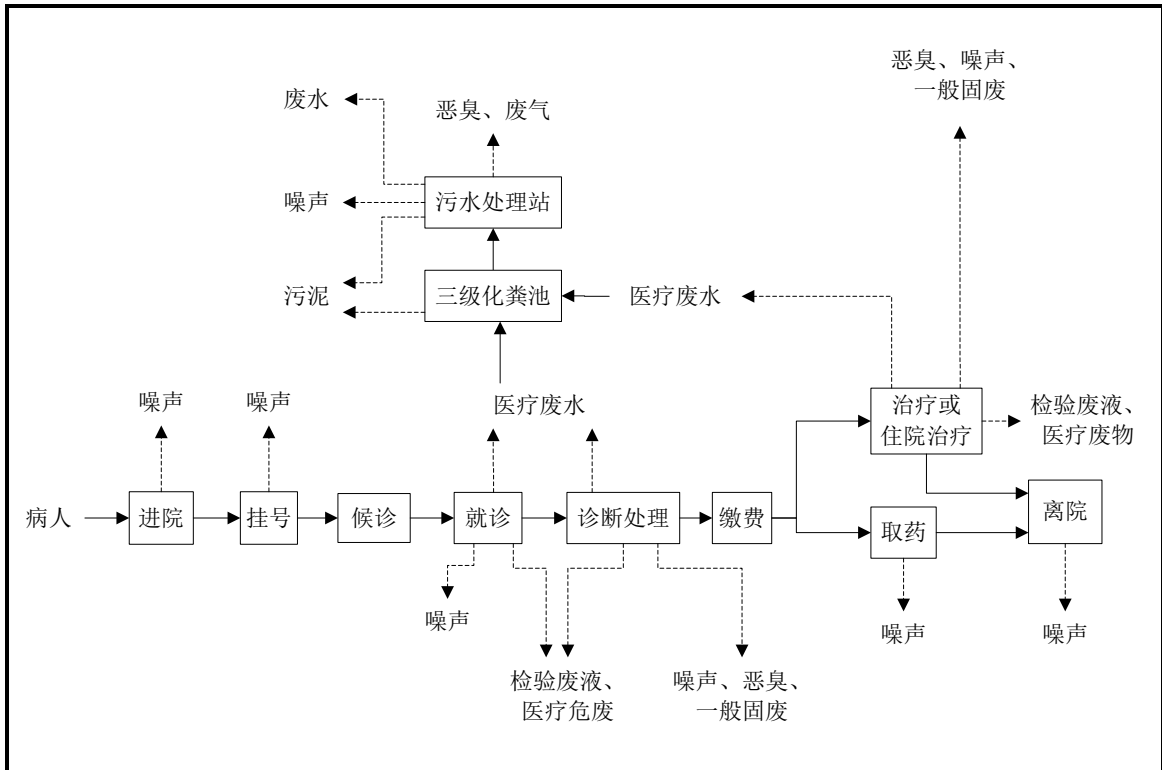 恶臭、噪声、
一般固废
废水
恶臭、废气
污水处理站
噪声
污泥
三级化粪池
医疗废水
噪声
噪声
医疗废水
治疗或
住院治疗
检验废液、
医疗废物
病人
进院
挂号
候诊
就诊
诊断处理
缴费
取药
离院
噪声
噪声
噪声
检验废液、
医疗危废
噪声、恶臭、
一般固废